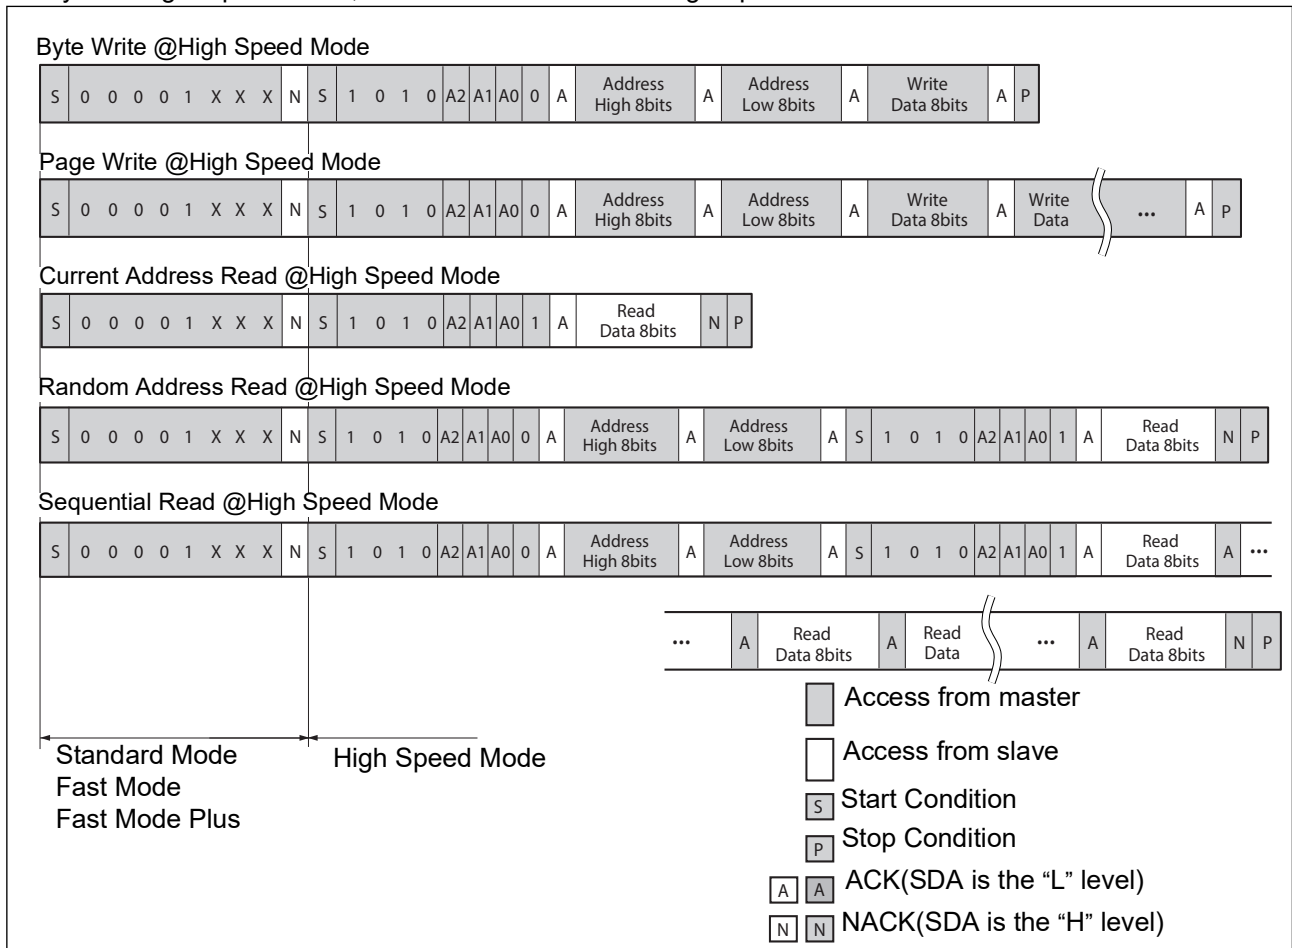 Byte Write @High Speed Mode
S 0 0 0 0 1 X X X N S 1 0 1 0 A2 A1 A0 0 A Address High 8bits A Address Low 8bits A Write Data 8bits A P
Page Write @High Speed Mode
S 0 0 0 0 1 X X X N S 1 0 1 0 A2 A1 A0 0 A Address High 8bits A Address Low 8bits A Write Data 8bits A Write Data ... A P
Current Address Read @High Speed Mode
S 0 0 0 0 1 X X X N S 1 0 1 0 A2 A1 A0 1 A Read Data 8bits N P
Random Address Read @High Speed Mode
S 0 0 0 0 1 X X X N S 1 0 1 0 A2 A1 A0 0 A Address High 8bits A Address Low 8bits A S 1 0 1 0 A2 A1 A0 1 A Read Data 8bits N P
Sequential Read @High Speed Mode
S 0 0 0 0 1 X X X N S 1 0 1 0 A2 A1 A0 0 A Address High 8bits A Address Low 8bits A S 1 0 1 0 A2 A1 A0 1 A Read Data 8bits A ...
... A Read Data 8bits A Read Data ... A Read Data 8bits N P
Access from master
Standard Mode
High Speed Mode
Access from slave
Fast Mode
S Start Condition
Fast Mode Plus
P Stop Condition
A A ACK(SDA is the “L” level)
N N NACK(SDA is the “H” level)